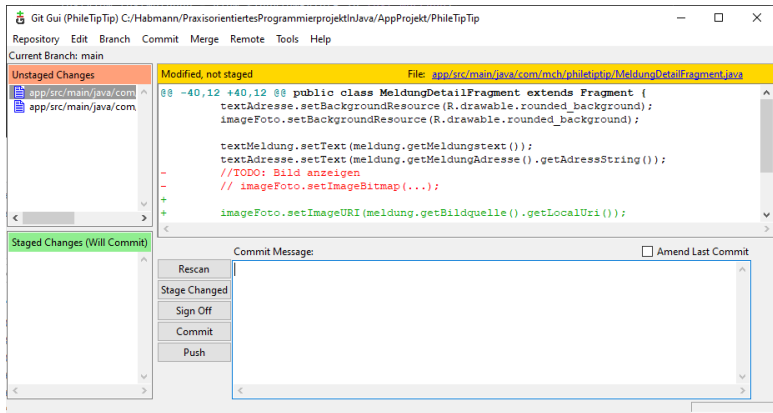 Git Gui (PhileTipTip) C:/Habmann/PraxisorientiertesProgrammierprojektInJava/AppProjekt/PhileTipTip
Repository Edit Branch Commit Merge Remote Tools Help
Current Branch: main
Unstaged Changes
app/src/main/java/com,
app/src/main/java/com,
Modified, not staged File: app/src/main/java/com/mch/philetiptip/MeldungDetailFragment.java
@@ -40,12 +40,12 @@ public class MeldungDetailFragment extends Fragment {
textAdresse.setBackgroundResource(R.drawable.rounded_background);
imageFoto.setBackgroundResource(R.drawable.rounded_background);
textMeldung.setText(meldung.getMeldungstext());
textAdresse.setText(meldung.getMeldungAdresse().getAdressString());
- //TODO: Bild anzeigen
- // imageFoto.setImageBitmap(...);
+
+ imageFoto.setImageURI(meldung.getBildquelle().getLocalUri());
Staged Changes (Will Commit)
Commit Message: Amend Last Commit
Rescan
Stage Changed
Sign Off
Commit
Push